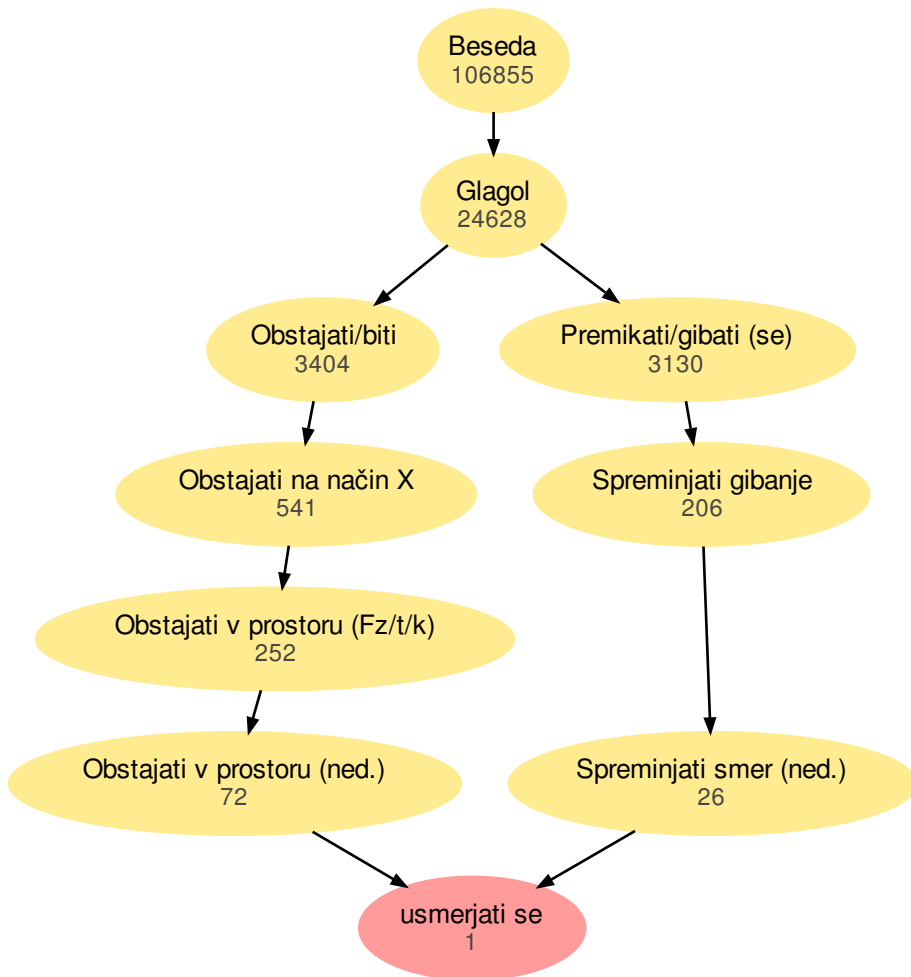 Beseda
106855
Glagol
24628
Obstajati/biti
3404
Premikati/gibati (se)
3130
Obstajati na način X
541
Spreminjati gibanje
206
Obstajati v prostoru (Fz/t/k)
252
Obstajati v prostoru (ned.)
72
Spreminjati smer (ned.)
26
usmerjati se
1